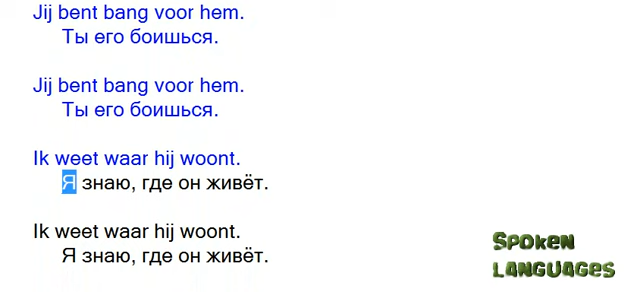 Jij bent bang voor hem.
Ты его боишься.
Jij bent bang voor hem.
Ты его боишься.
Ik weet waar hij woont.
Я знаю, где он живёт.
Ik weet waar hij woont.
Я знаю, где он живёт.
Spoken
Languages